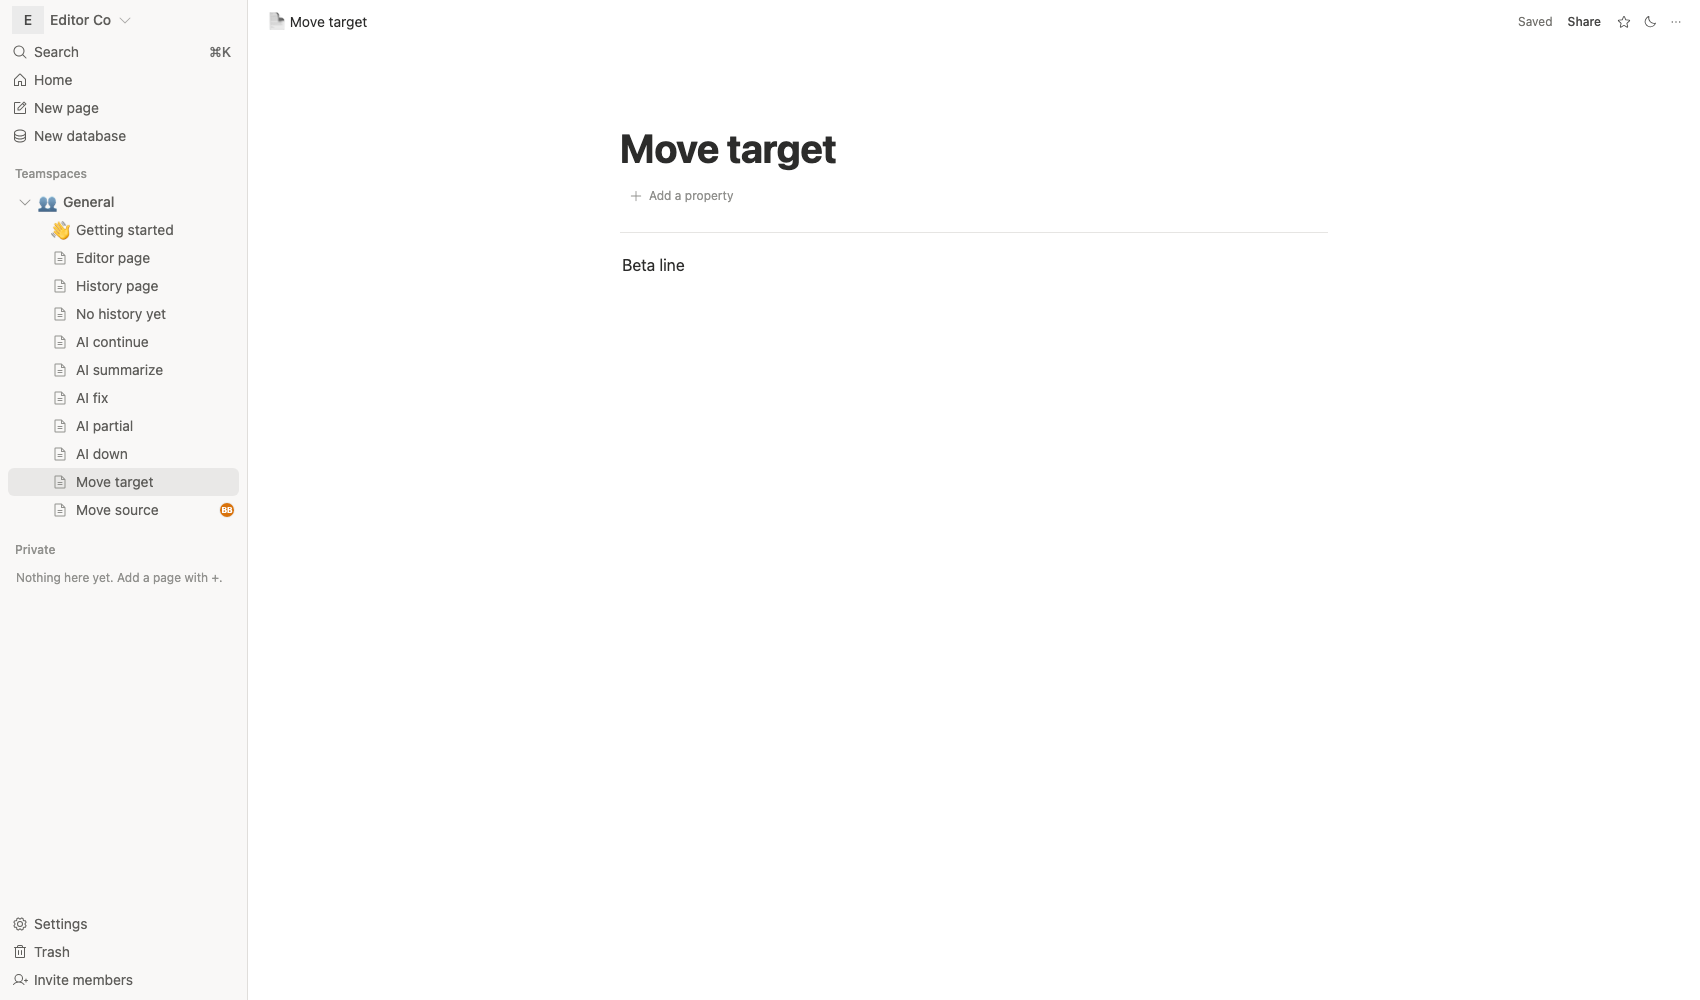 E Editor Co
Search ⌘K
Home
New page
New database
Teamspaces
General
Getting started
Editor page
History page
No history yet
AI continue
AI summarize
AI fix
AI partial
AI down
Move target
Move source BB
Private
Nothing here yet. Add a page with +.
Settings
Trash
Invite members
Move target
Saved Share
Move target
Add a property
Beta line